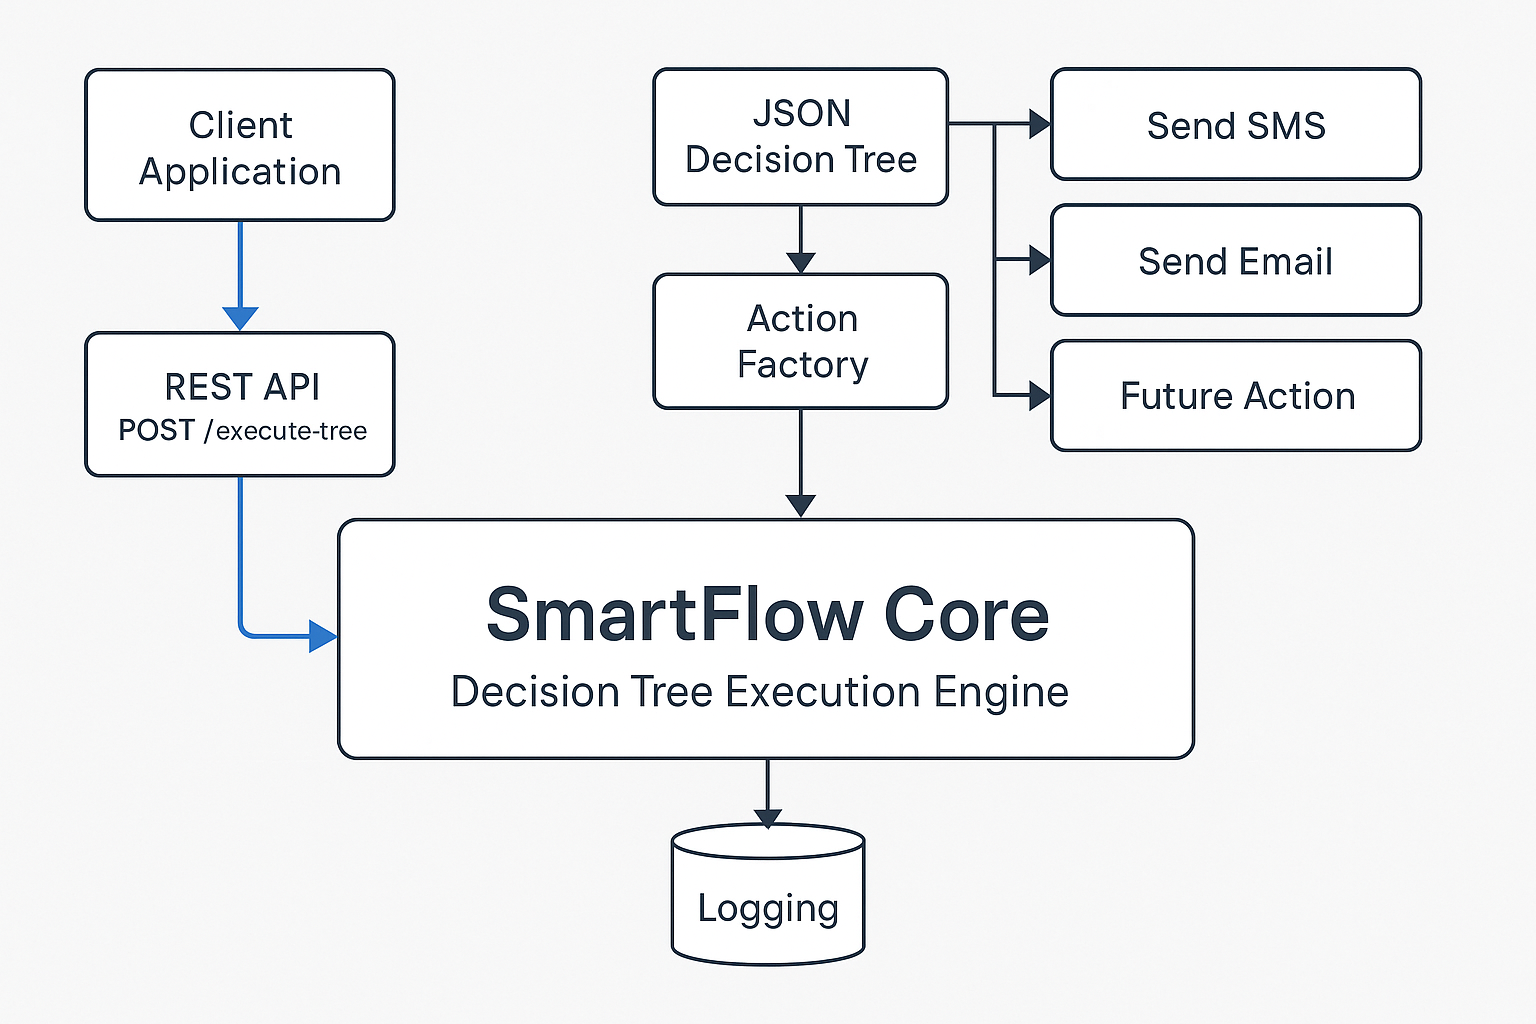 Client
Application
REST API
POST /execute-tree
JSON
Decision Tree
Action
Factory
Send SMS
Send Email
Future Action
SmartFlow Core
Decision Tree Execution Engine
Logging